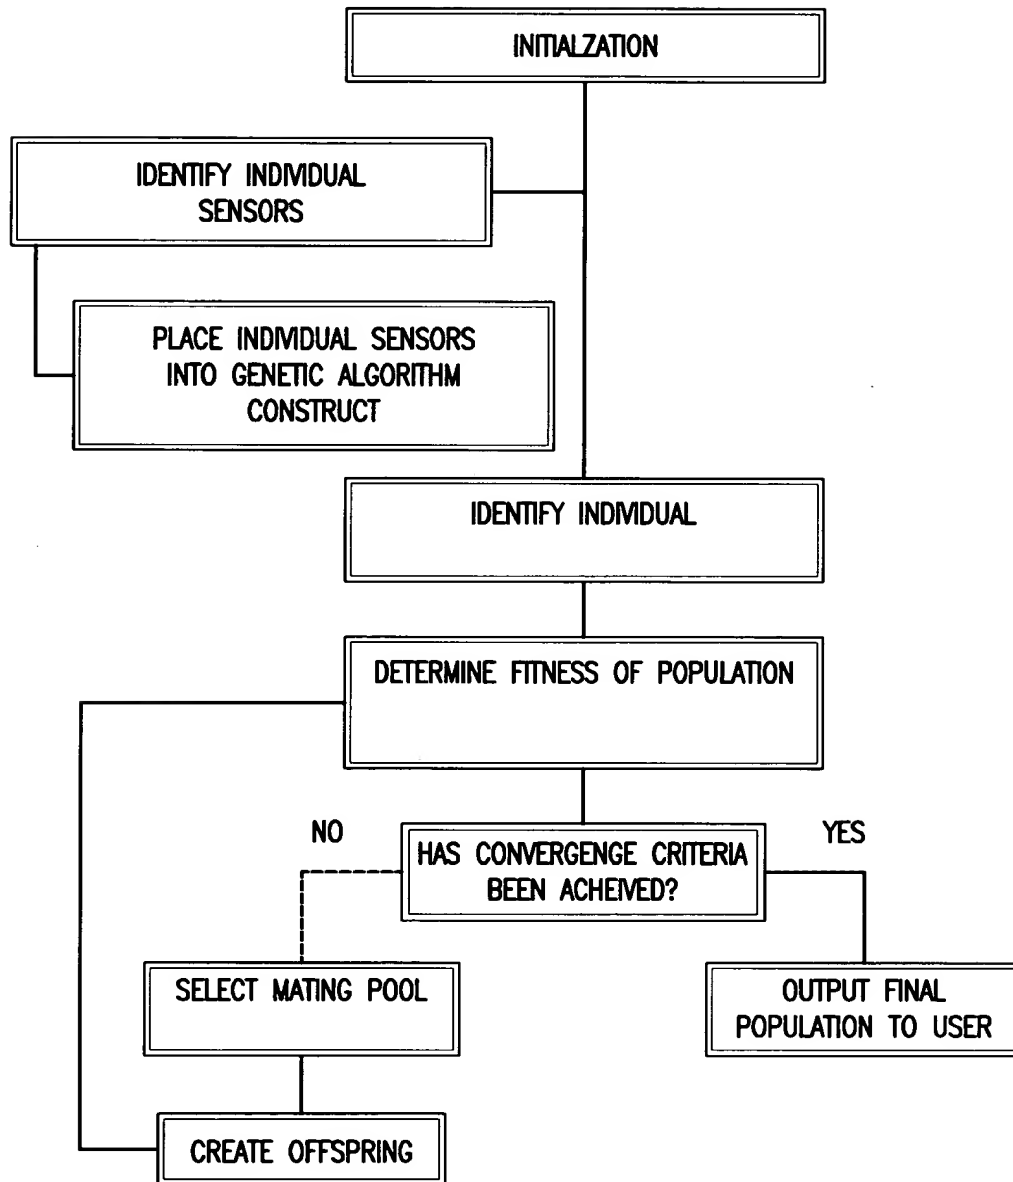 INITIALZATION
IDENTIFY INDIVIDUAL
SENSORS
PLACE INDIVIDUAL SENSORS
INTO GENETIC ALGORITHM
CONSTRUCT
IDENTIFY INDIVIDUAL
DETERMINE FITNESS OF POPULATION
NO
YES
HAS CONVERGENGE CRITERIA
BEEN ACHEIVED?
SELECT MATING POOL
OUTPUT FINAL
POPULATION TO USER
CREATE OFFSPRING